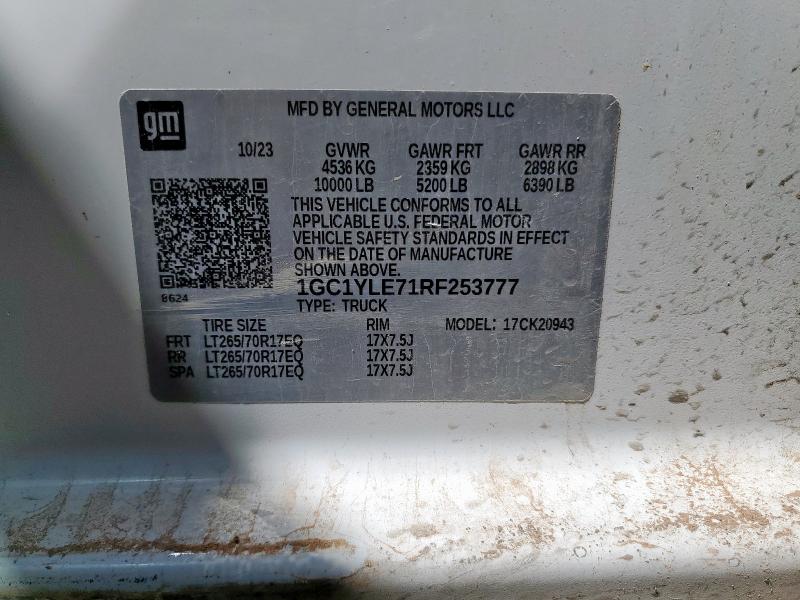 gm
MFD BY GENERAL MOTORS LLC
10/23 GVWR GAWR FRT GAWR RR
4536 KG 2359 KG 2898 KG
10000 LB 5200 LB 6390 LB
THIS VEHICLE CONFORMS TO ALL
APPLICABLE U.S. FEDERAL MOTOR
VEHICLE SAFETY STANDARDS IN EFFECT
ON THE DATE OF MANUFACTURE
SHOWN ABOVE.
8624
1GC1YLE71RF253777
TYPE: TRUCK
TIRE SIZE RIM MODEL: 17CK20943
FRT LT265/70R17EQ 17X7.5J
RR LT265/70R17EQ 17X7.5J
SPA LT265/70R17EQ 17X7.5J